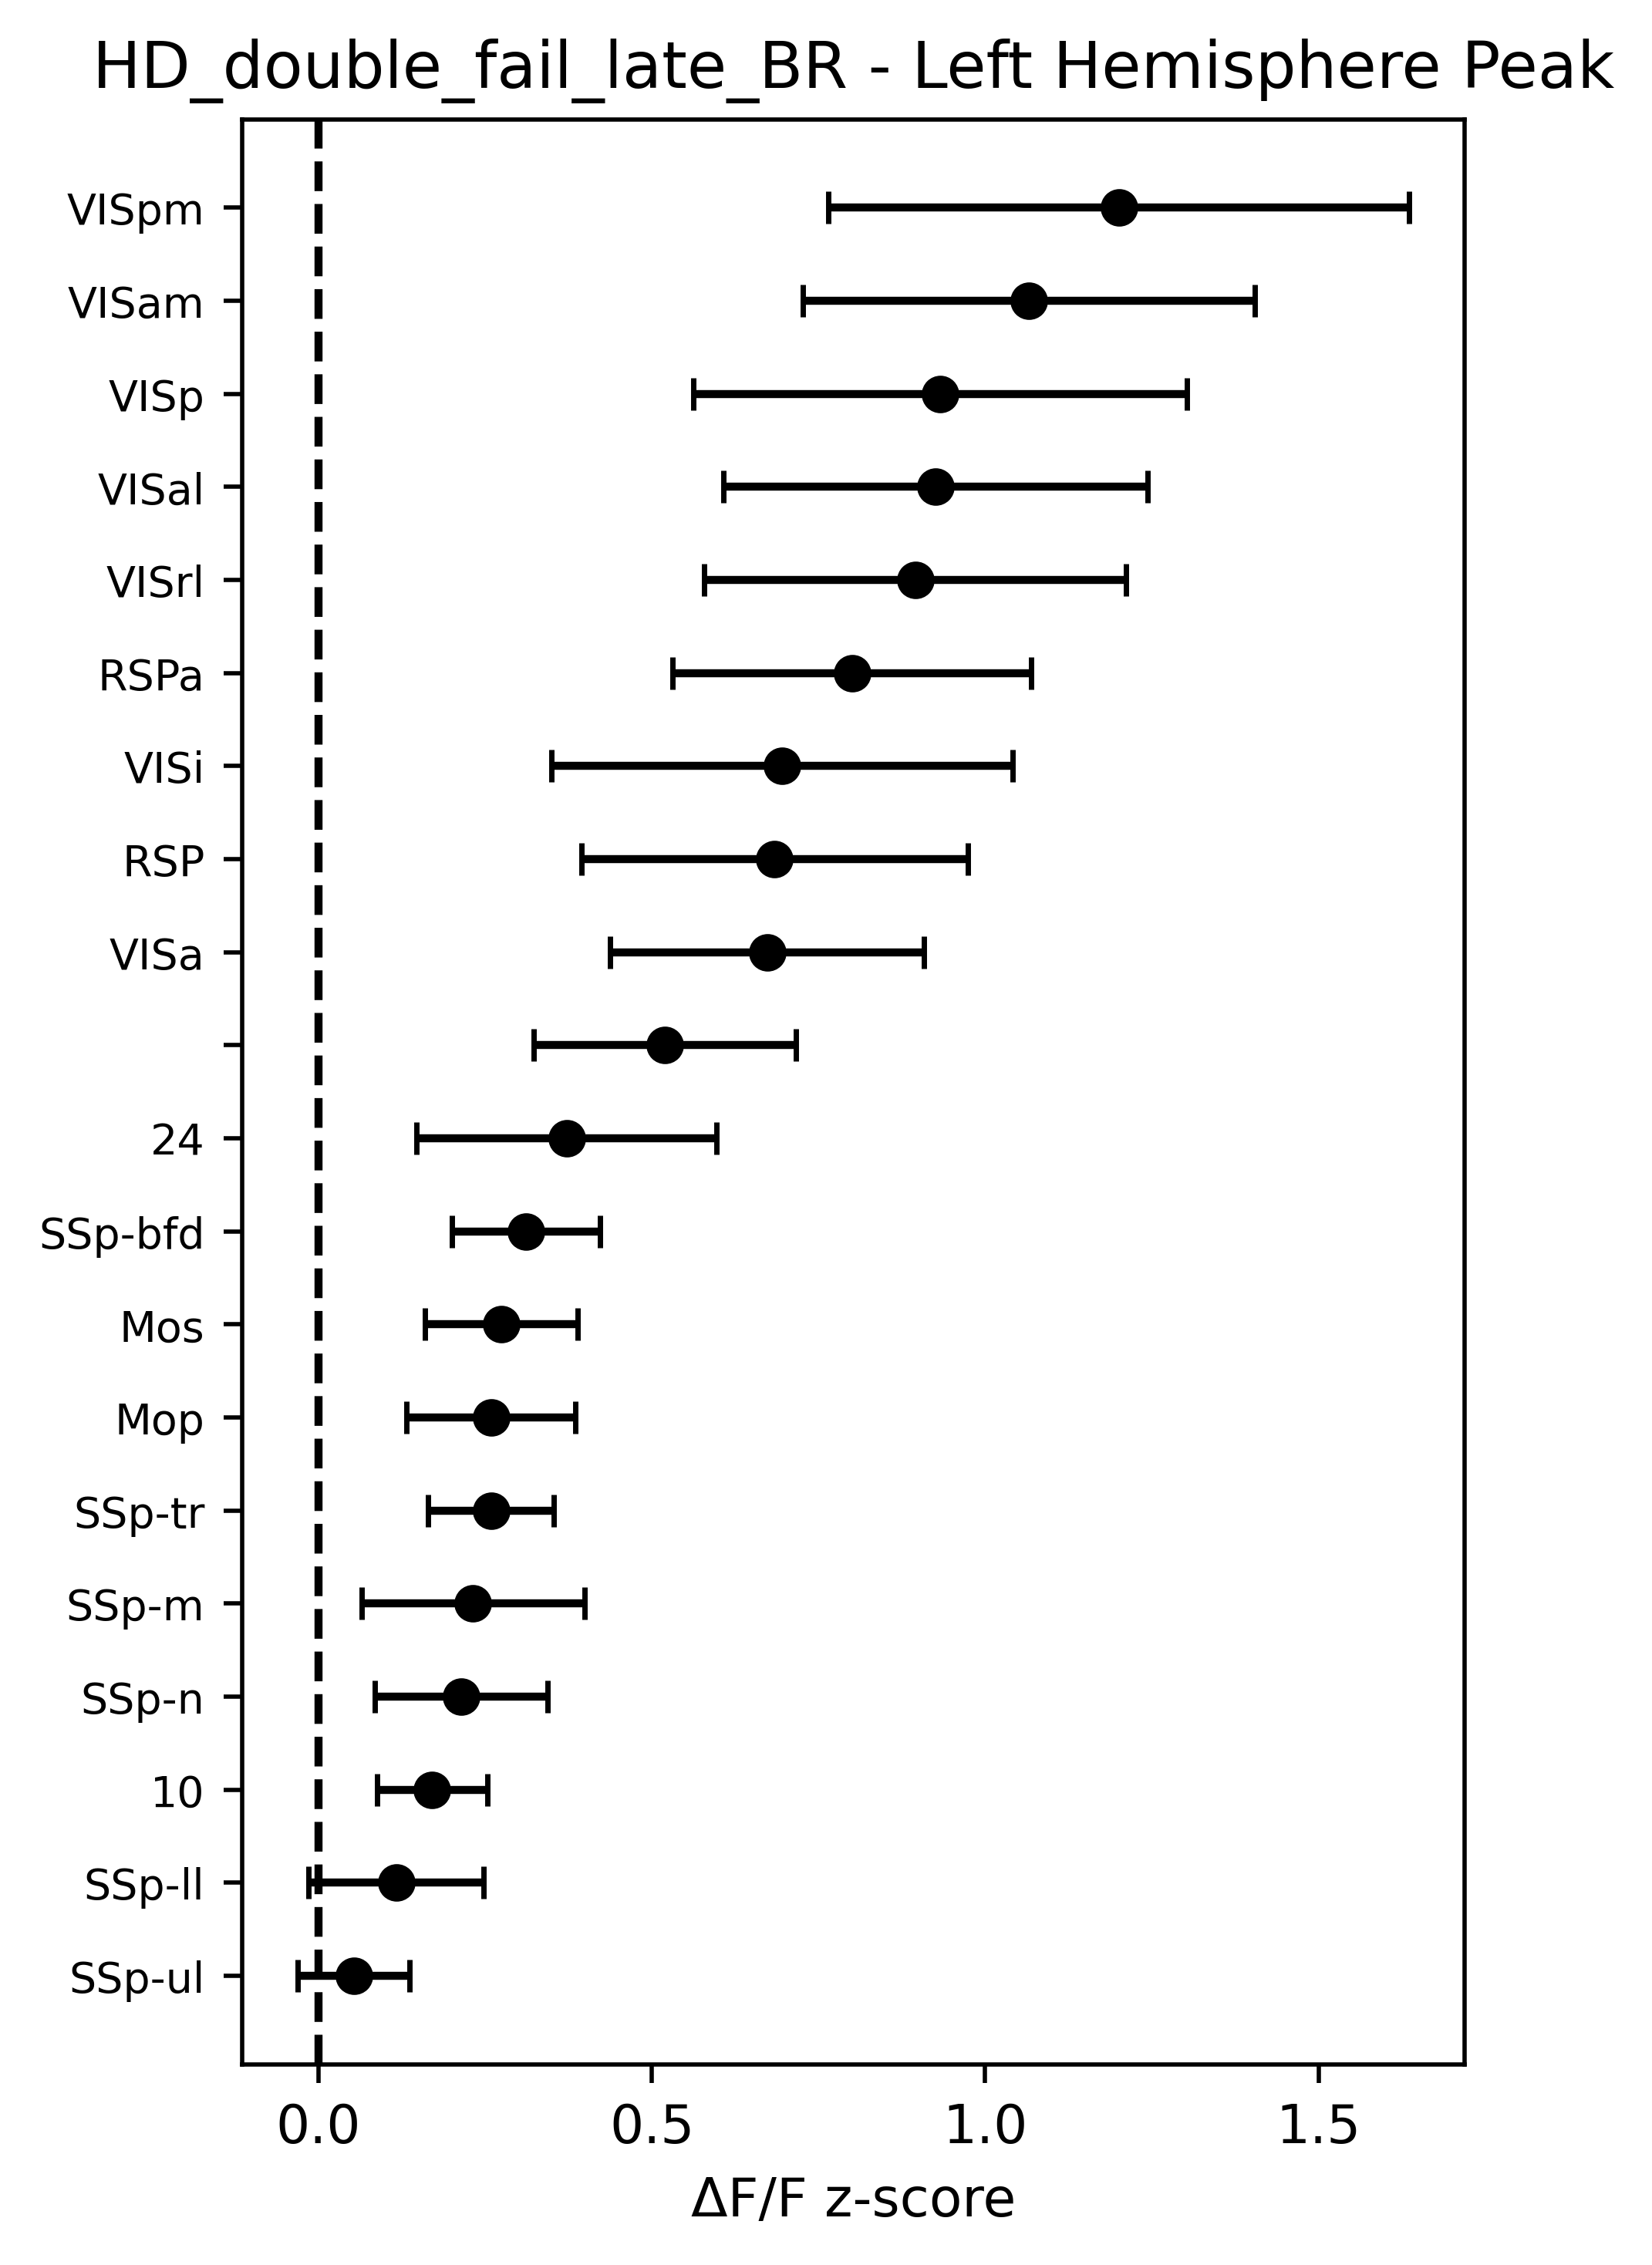 HD_double_fail_late_BR - Left Hemisphere Peak
VISpm
VISam
VISp
VISal
VISrl
RSPa
VISi
RSP
VISa
24
SSp-bfd
Mos
Mop
SSp-tr
SSp-m
SSp-n
10
SSp-ll
SSp-ul
0.0 0.5 1.0 1.5
ΔF/F z-score